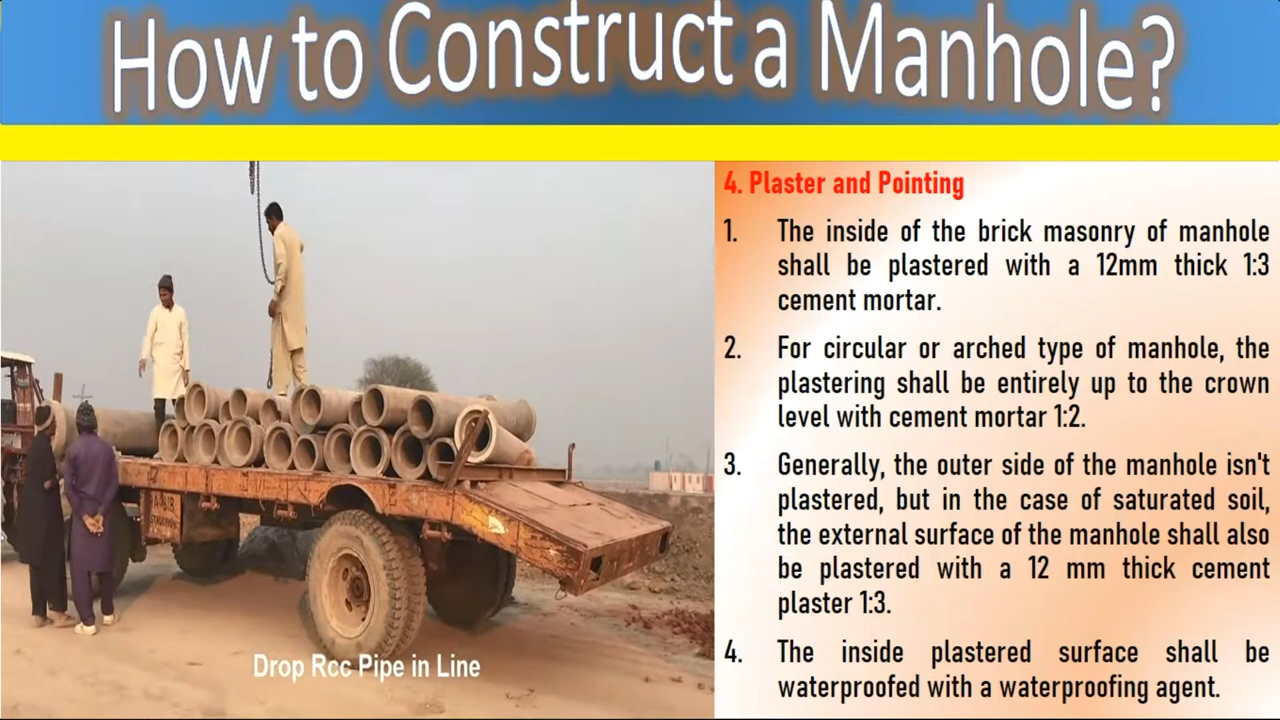 How to Construct a Manhole?
4. Plaster and Pointing
1. The inside of the brick masonry of manhole
shall be plastered with a 12mm thick 1:3
cement mortar.
2. For circular or arched type of manhole, the
plastering shall be entirely up to the crown
level with cement mortar 1:2.
3. Generally, the outer side of the manhole isn't
plastered, but in the case of saturated soil,
the external surface of the manhole shall also
be plastered with a 12 mm thick cement
plaster 1:3.
4. The inside plastered surface shall be
waterproofed with a waterproofing agent.
Drop Rcc Pipe in Line